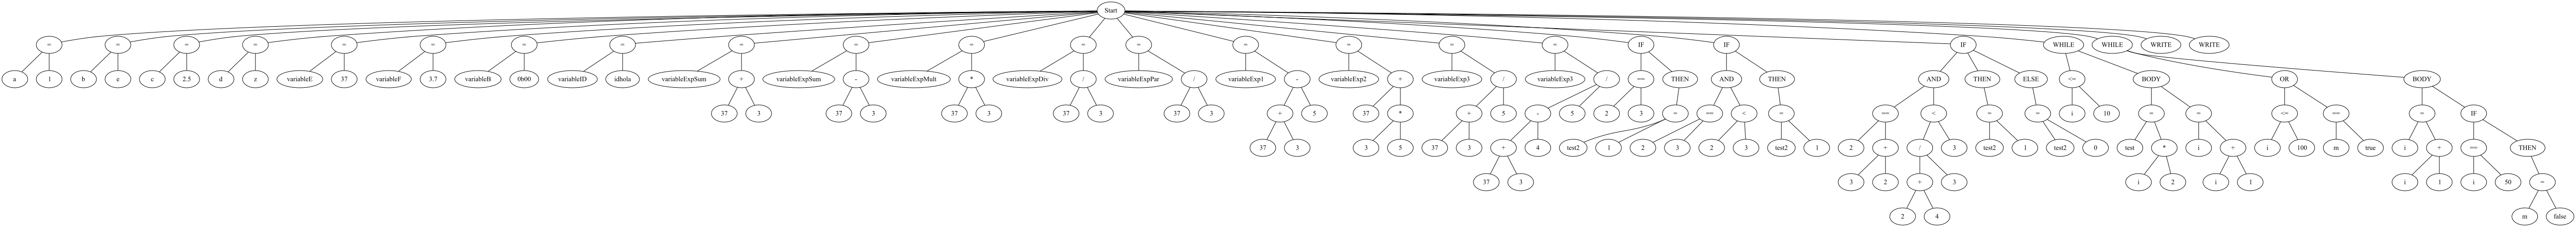 Start
= = = = = = = = = = = = = = = = = IF IF IF WHILE WHILE WRITE WRITE
a 1 b e c 2.5 d z variableE 37 variableF 3.7 variableB 0b00 variableID idhola variableExpSum + variableExpSum - variableExpMult * variableExpDiv / variableExpPar / variableExp1 - variableExp2 + variableExp3 / variableExp3 / == THEN AND THEN AND THEN ELSE <= BODY OR BODY
37 3 37 3 37 3 37 3 37 3 + 5 37 * + 5 - 5 2 3 = == < = == < = = i 10 = = <= == = IF
37 3 3 5 37 3 + 4 test2 1 2 3 2 3 test2 1 2 + / 3 test2 1 test2 0 test * i + i 100 m true i + == THEN
37 3 3 2 + 3 i 2 i 1 i 1 i 50 =
2 4 m false